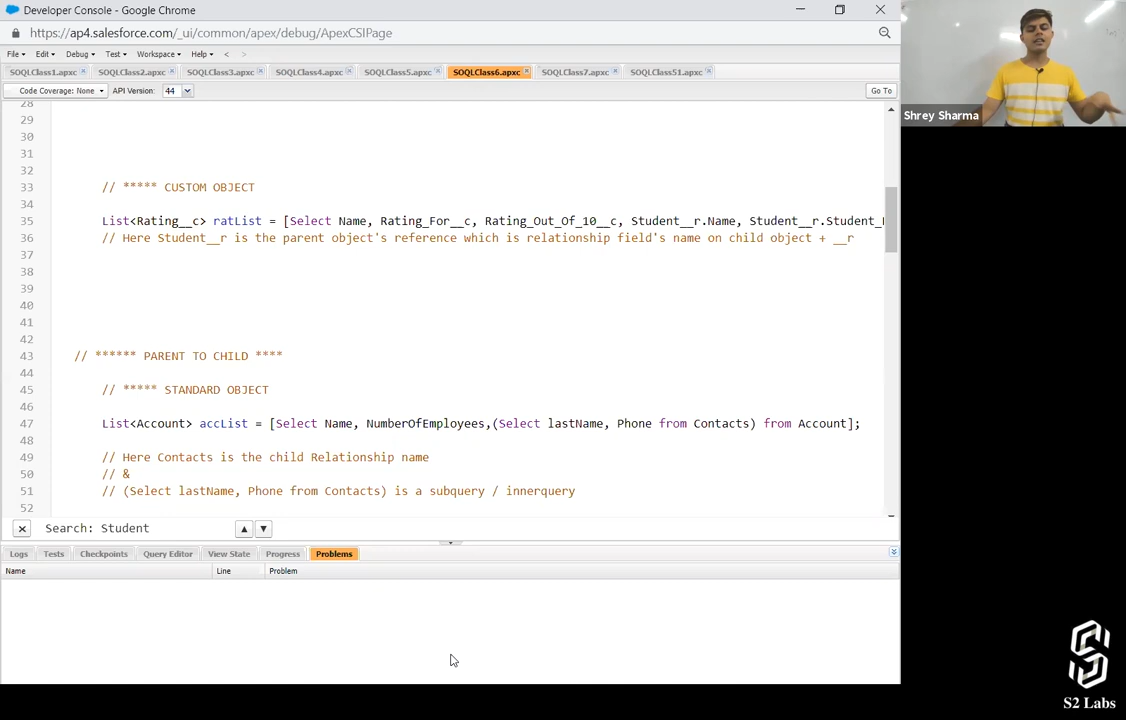 Developer Console - Google Chrome
https://ap4.salesforce.com/_ui/common/apex/debug/ApexCSIPage
File Edit Debug Test Workspace Help < >
SOQLClass1.apxc SOQLClass2.apxc SOQLClass3.apxc SOQLClass4.apxc SOQLClass5.apxc SOQLClass6.apxc SOQLClass7.apxc SOQLClass51.apxc
Code Coverage: None API Version: 44 Go To
28
29
30
31
32
33 // ***** CUSTOM OBJECT
34
35 List<Rating__c> ratList = [Select Name, Rating_For__c, Rating_Out_Of_10__c, Student__r.Name, Student__r.Student_
36 // Here Student__r is the parent object's reference which is relationship field's name on child object + __r
37
38
39
40
41
42
43 // ****** PARENT TO CHILD ****
44
45 // ***** STANDARD OBJECT
46
47 List<Account> accList = [Select Name, NumberOfEmployees,(Select lastName, Phone from Contacts) from Account];
48
49 // Here Contacts is the child Relationship name
50 // &
51 // (Select lastName, Phone from Contacts) is a subquery / innerquery
52
Search: Student
Logs Tests Checkpoints Query Editor View State Progress Problems
Name Line Problem
Shrey Sharma
S2 Labs